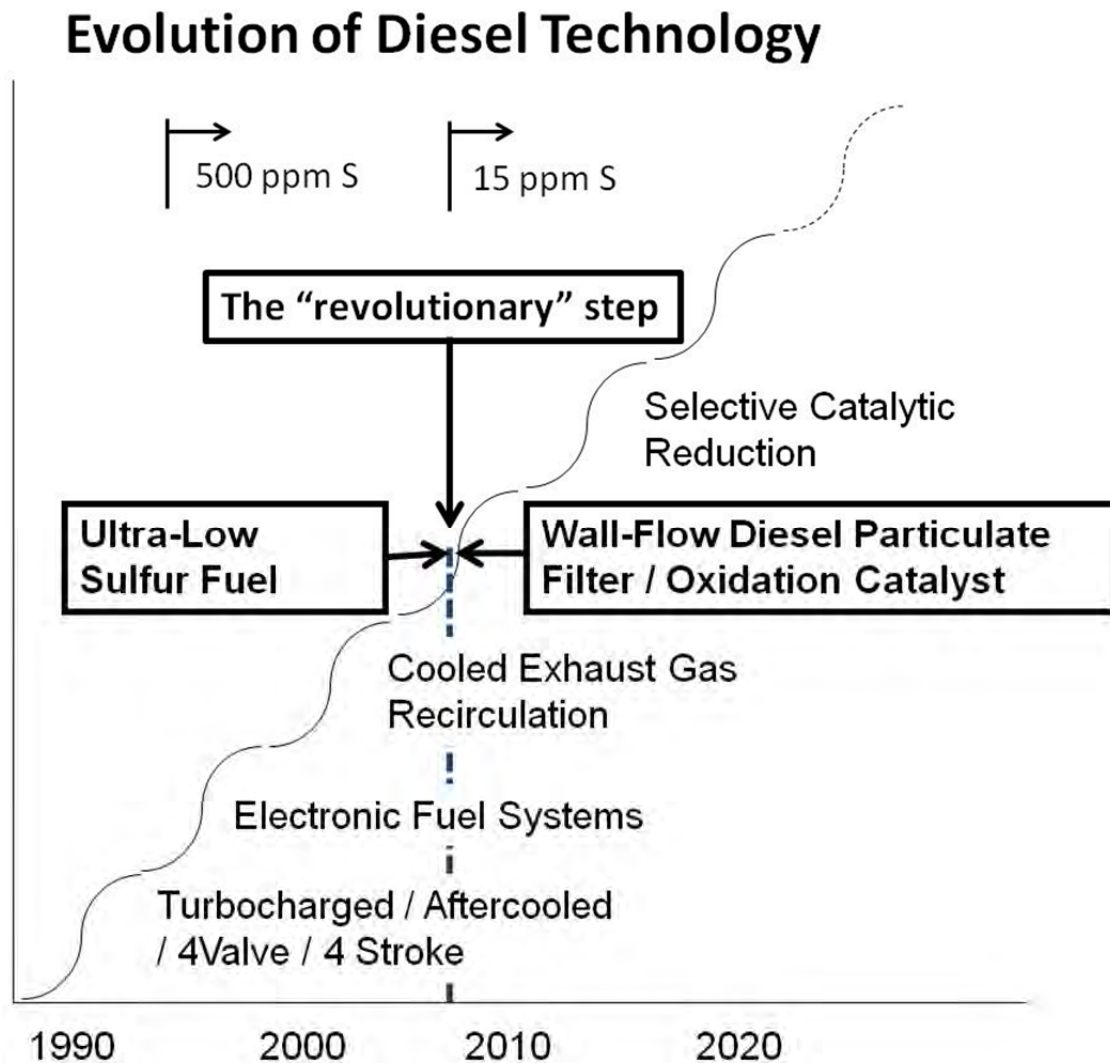 Evolution of Diesel Technology
500 ppm S
15 ppm S
The “revolutionary” step
Selective Catalytic
Reduction
Ultra-Low
Sulfur Fuel
Wall-Flow Diesel Particulate
Filter / Oxidation Catalyst
Cooled Exhaust Gas
Recirculation
Electronic Fuel Systems
Turbocharged / Aftercooled
/ 4Valve / 4 Stroke
1990
2000
2010
2020